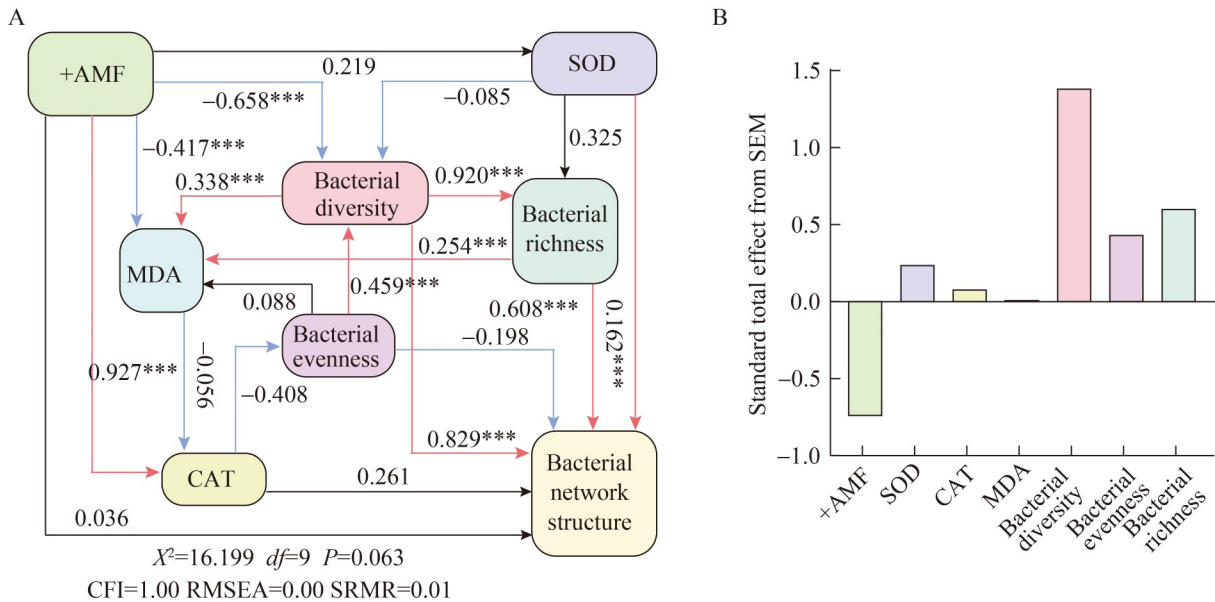 A
+AMF
SOD
0.219
−0.658***
−0.085
−0.417***
0.325
0.338***
Bacterial
diversity
0.920***
Bacterial
richness
MDA
0.254***
0.088
0.459***
0.608***
0.162***
Bacterial
evenness
−0.198
0.927***
−0.056
−0.408
0.829***
CAT
0.261
Bacterial
network
structure
0.036
X²=16.199 df=9 P=0.063
CFI=1.00 RMSEA=0.00 SRMR=0.01
B
Standard total effect from SEM
1.5
1.0
0.5
0.0
−0.5
−1.0
+AMF
SOD
CAT
MDA
Bacterial
diversity
Bacterial
evenness
Bacterial
richness